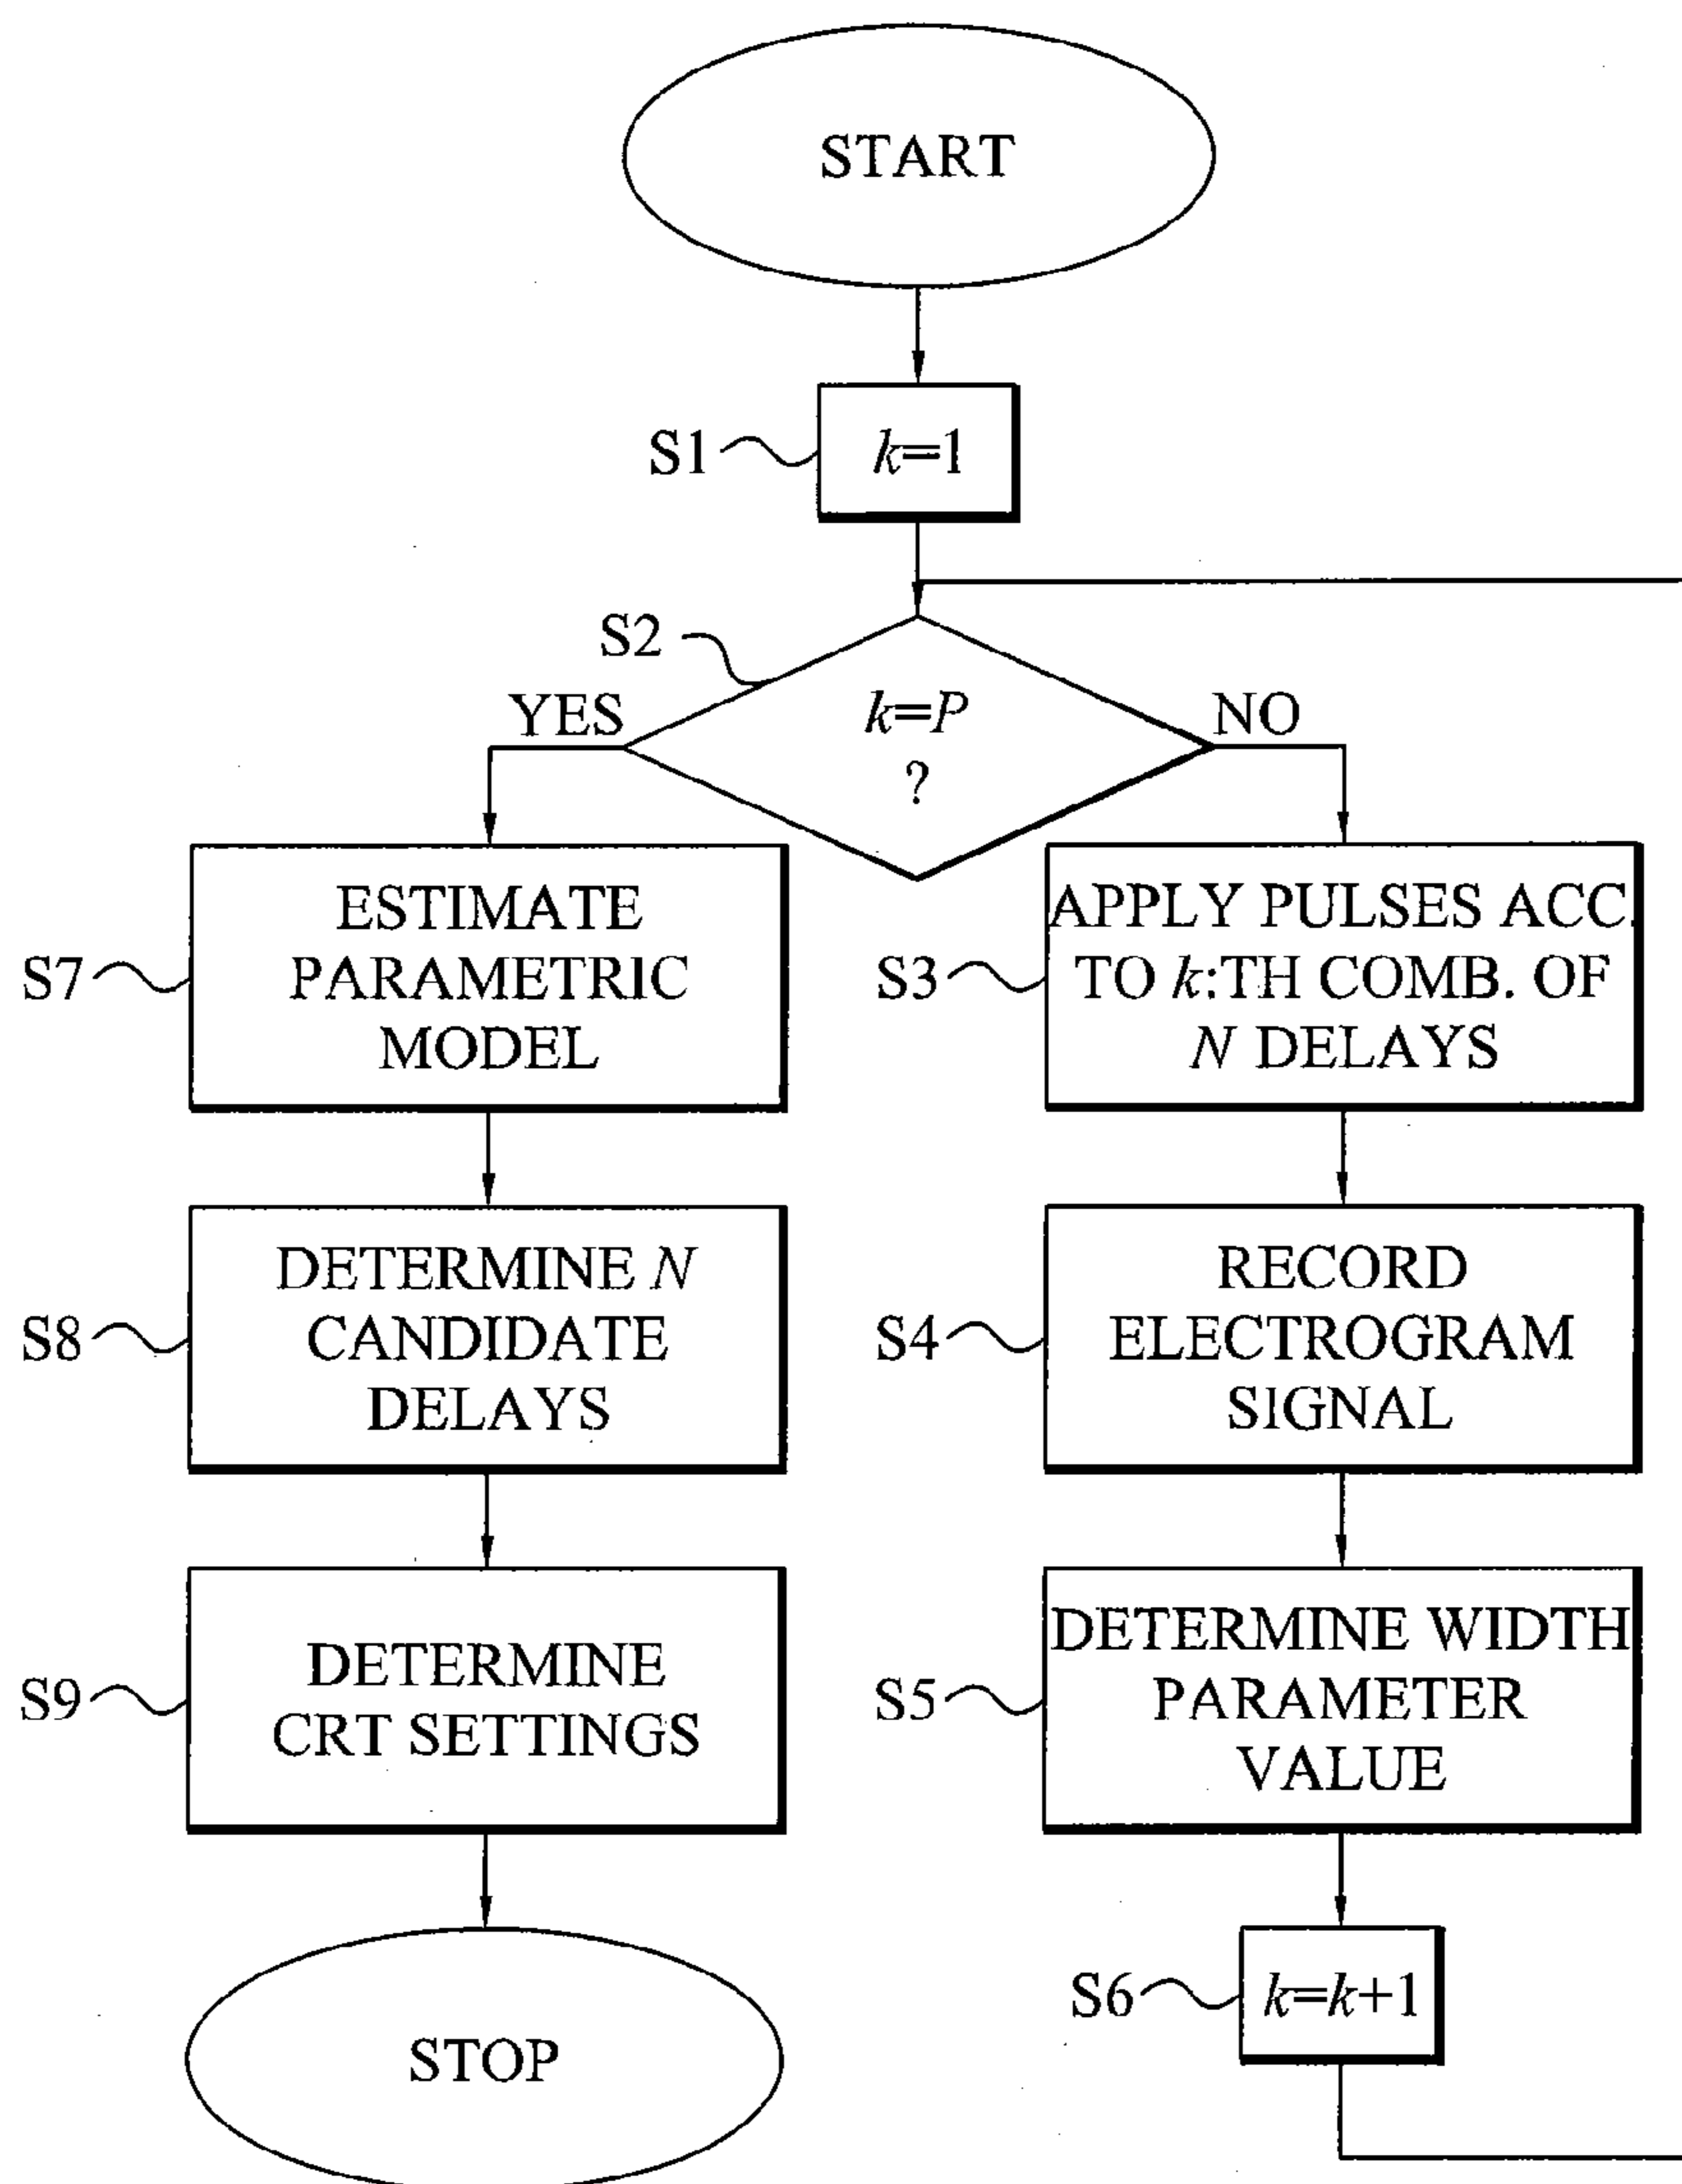 START
S1
k=1
S2
k=P
?
YES
NO
S7
ESTIMATE
PARAMETRIC
MODEL
S3
APPLY PULSES ACC.
TO k:TH COMB. OF
N DELAYS
S8
DETERMINE N
CANDIDATE
DELAYS
S4
RECORD
ELECTROGRAM
SIGNAL
S9
DETERMINE
CRT SETTINGS
S5
DETERMINE WIDTH
PARAMETER
VALUE
S6
k=k+1
STOP